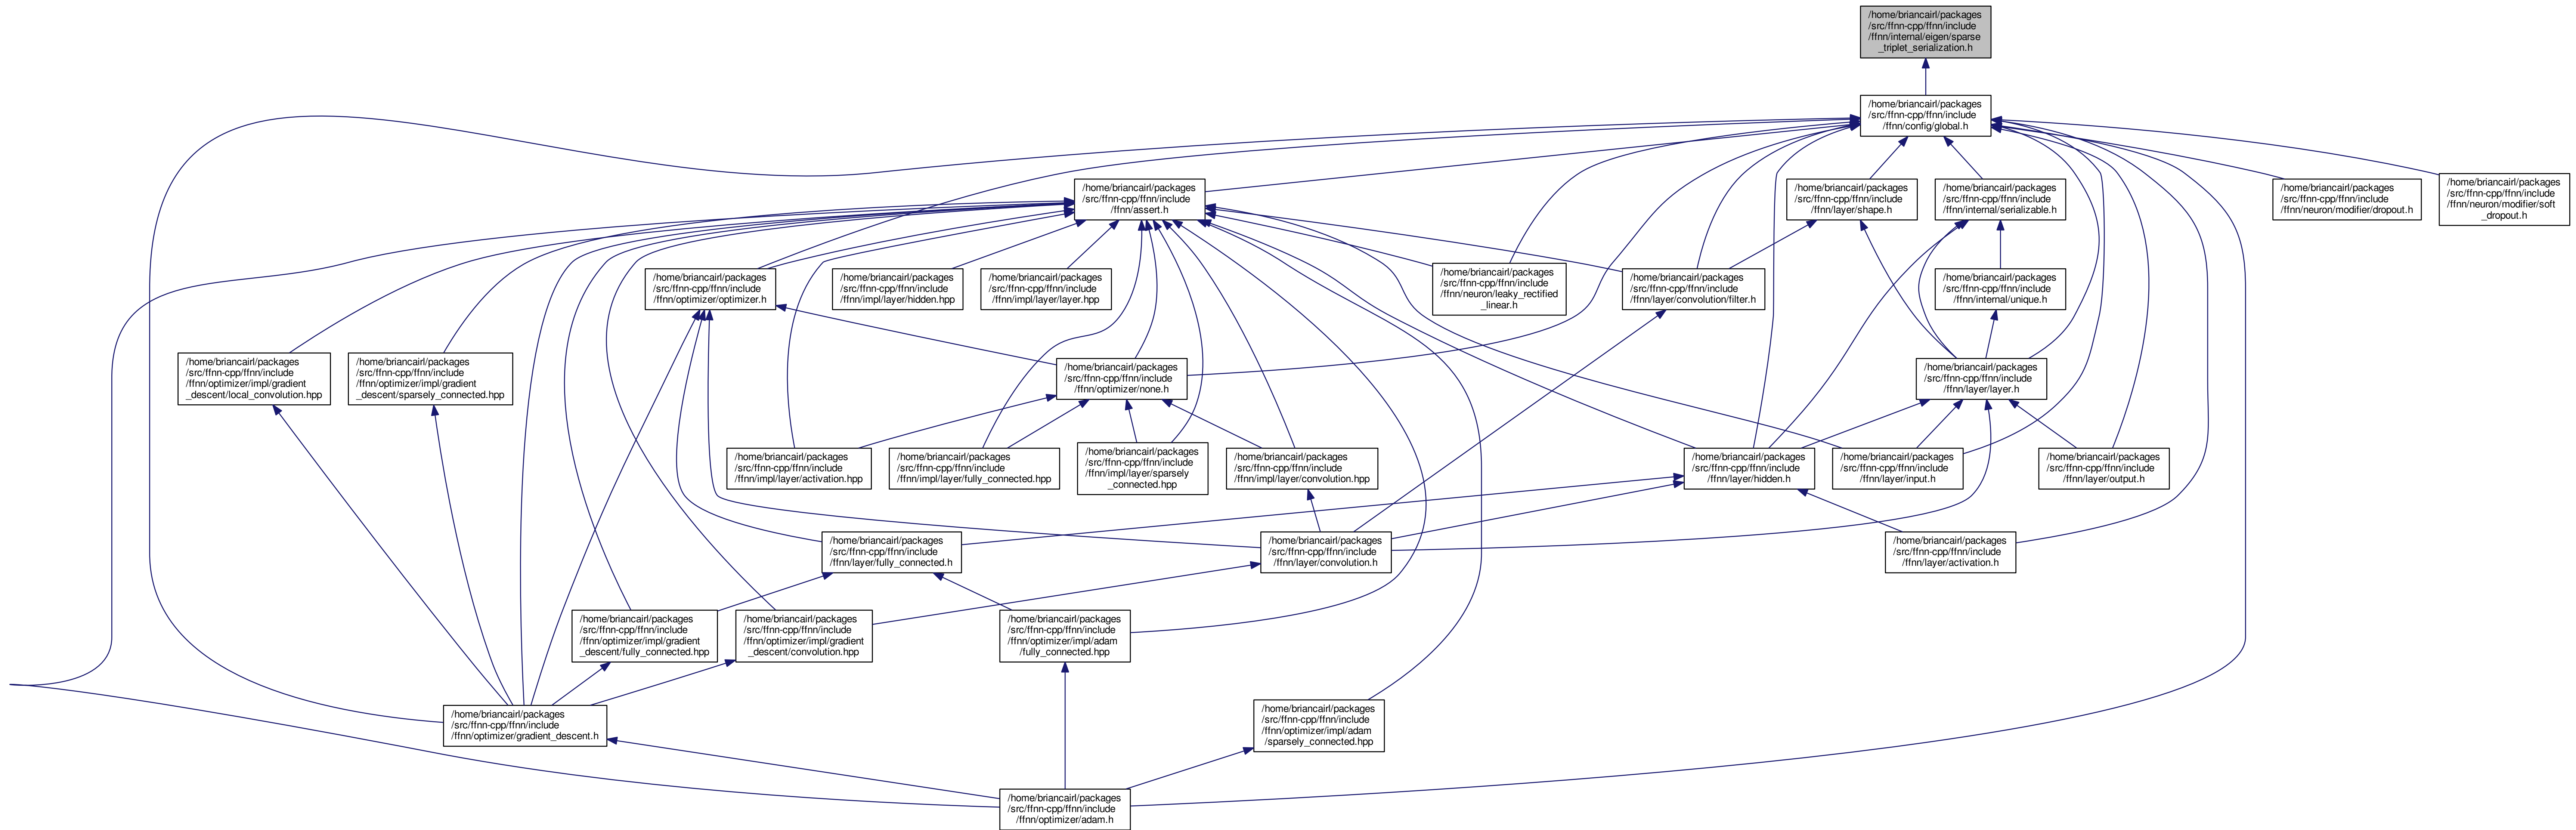 /home/briancairl/packages
/src/ffnn-cpp/ffnn/include
/ffnn/internal/eigen/sparse
_triplet_serialization.h
/home/briancairl/packages
/src/ffnn-cpp/ffnn/include
/ffnn/config/global.h
/home/briancairl/packages
/src/ffnn-cpp/ffnn/include
/ffnn/assert.h
/home/briancairl/packages
/src/ffnn-cpp/ffnn/include
/ffnn/layer/shape.h
/home/briancairl/packages
/src/ffnn-cpp/ffnn/include
/ffnn/internal/serializable.h
/home/briancairl/packages
/src/ffnn-cpp/ffnn/include
/ffnn/neuron/modifier/dropout.h
/home/briancairl/packages
/src/ffnn-cpp/ffnn/include
/ffnn/neuron/modifier/soft
_dropout.h
/home/briancairl/packages
/src/ffnn-cpp/ffnn/include
/ffnn/optimizer/optimizer.h
/home/briancairl/packages
/src/ffnn-cpp/ffnn/include
/ffnn/impl/layer/hidden.hpp
/home/briancairl/packages
/src/ffnn-cpp/ffnn/include
/ffnn/impl/layer/layer.hpp
/home/briancairl/packages
/src/ffnn-cpp/ffnn/include
/ffnn/neuron/leaky_rectified
_linear.h
/home/briancairl/packages
/src/ffnn-cpp/ffnn/include
/ffnn/layer/convolution/filter.h
/home/briancairl/packages
/src/ffnn-cpp/ffnn/include
/ffnn/internal/unique.h
/home/briancairl/packages
/src/ffnn-cpp/ffnn/include
/ffnn/optimizer/impl/gradient
_descent/local_convolution.hpp
/home/briancairl/packages
/src/ffnn-cpp/ffnn/include
/ffnn/optimizer/impl/gradient
_descent/sparsely_connected.hpp
/home/briancairl/packages
/src/ffnn-cpp/ffnn/include
/ffnn/optimizer/none.h
/home/briancairl/packages
/src/ffnn-cpp/ffnn/include
/ffnn/layer/layer.h
/home/briancairl/packages
/src/ffnn-cpp/ffnn/include
/ffnn/impl/layer/activation.hpp
/home/briancairl/packages
/src/ffnn-cpp/ffnn/include
/ffnn/impl/layer/fully_connected.hpp
/home/briancairl/packages
/src/ffnn-cpp/ffnn/include
/ffnn/impl/layer/sparsely
_connected.hpp
/home/briancairl/packages
/src/ffnn-cpp/ffnn/include
/ffnn/impl/layer/convolution.hpp
/home/briancairl/packages
/src/ffnn-cpp/ffnn/include
/ffnn/layer/hidden.h
/home/briancairl/packages
/src/ffnn-cpp/ffnn/include
/ffnn/layer/input.h
/home/briancairl/packages
/src/ffnn-cpp/ffnn/include
/ffnn/layer/output.h
/home/briancairl/packages
/src/ffnn-cpp/ffnn/include
/ffnn/layer/fully_connected.h
/home/briancairl/packages
/src/ffnn-cpp/ffnn/include
/ffnn/layer/convolution.h
/home/briancairl/packages
/src/ffnn-cpp/ffnn/include
/ffnn/layer/activation.h
/home/briancairl/packages
/src/ffnn-cpp/ffnn/include
/ffnn/optimizer/impl/gradient
_descent/fully_connected.hpp
/home/briancairl/packages
/src/ffnn-cpp/ffnn/include
/ffnn/optimizer/impl/gradient
_descent/convolution.hpp
/home/briancairl/packages
/src/ffnn-cpp/ffnn/include
/ffnn/optimizer/impl/adam
/fully_connected.hpp
/home/briancairl/packages
/src/ffnn-cpp/ffnn/include
/ffnn/optimizer/gradient_descent.h
/home/briancairl/packages
/src/ffnn-cpp/ffnn/include
/ffnn/optimizer/impl/adam
/sparsely_connected.hpp
/home/briancairl/packages
/src/ffnn-cpp/ffnn/include
/ffnn/optimizer/adam.h